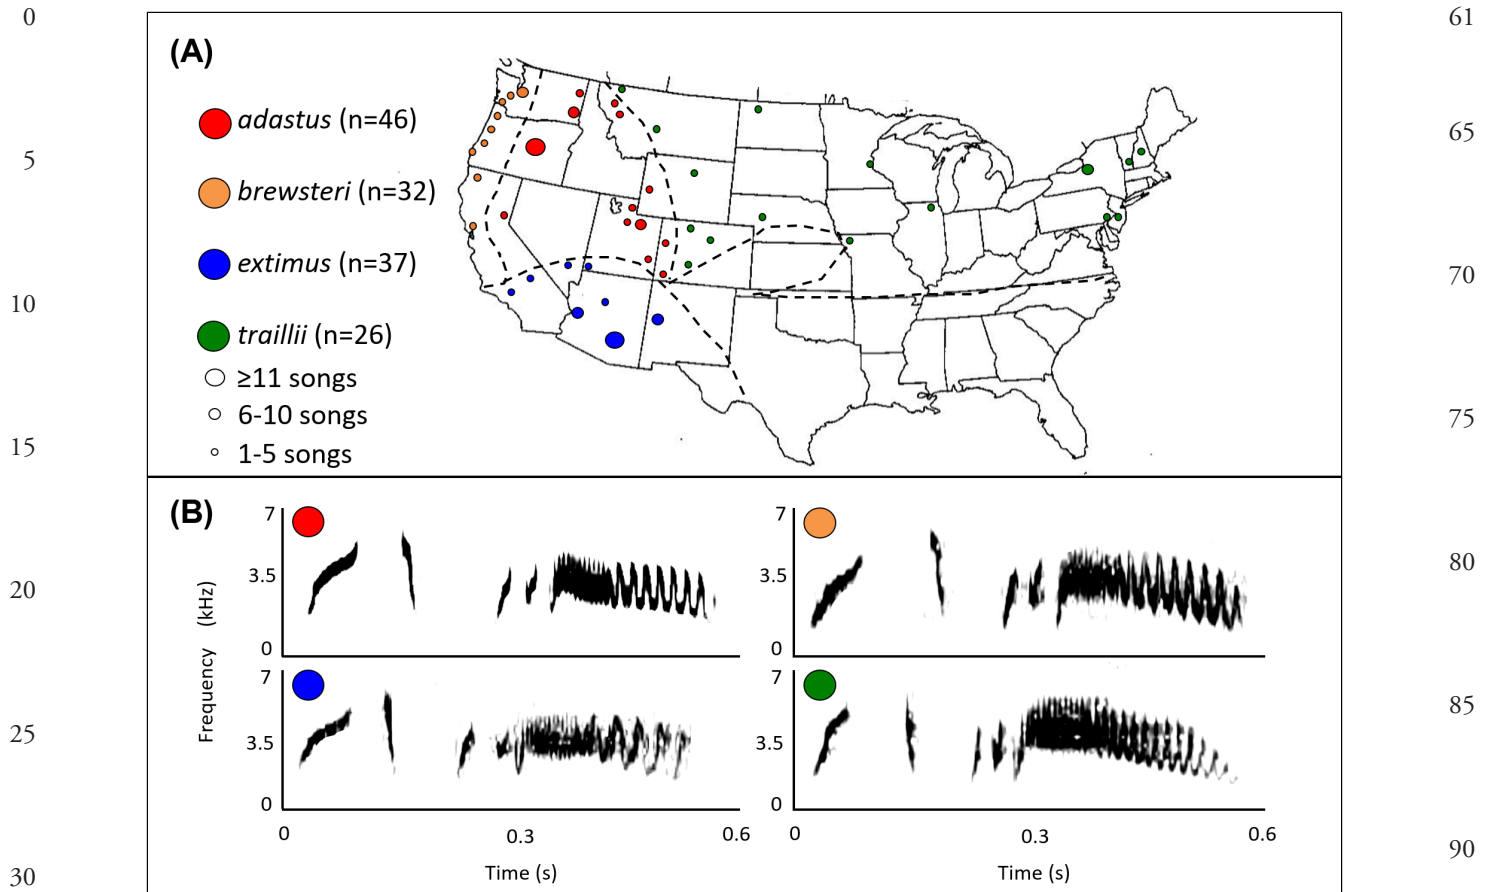 0
61
(A)
adastus (n=46)
65
5
brewsteri (n=32)
extimus (n=37)
70
10
traillii (n=26)
≥11 songs
6-10 songs
75
15
1-5 songs
(B)
7
7
3.5
3.5
80
20
0
0
Frequency (kHz)
7
7
85
25
3.5
3.5
0
0
0
0.3
0.6
0
0.3
0.6
90
Time (s)
Time (s)
30